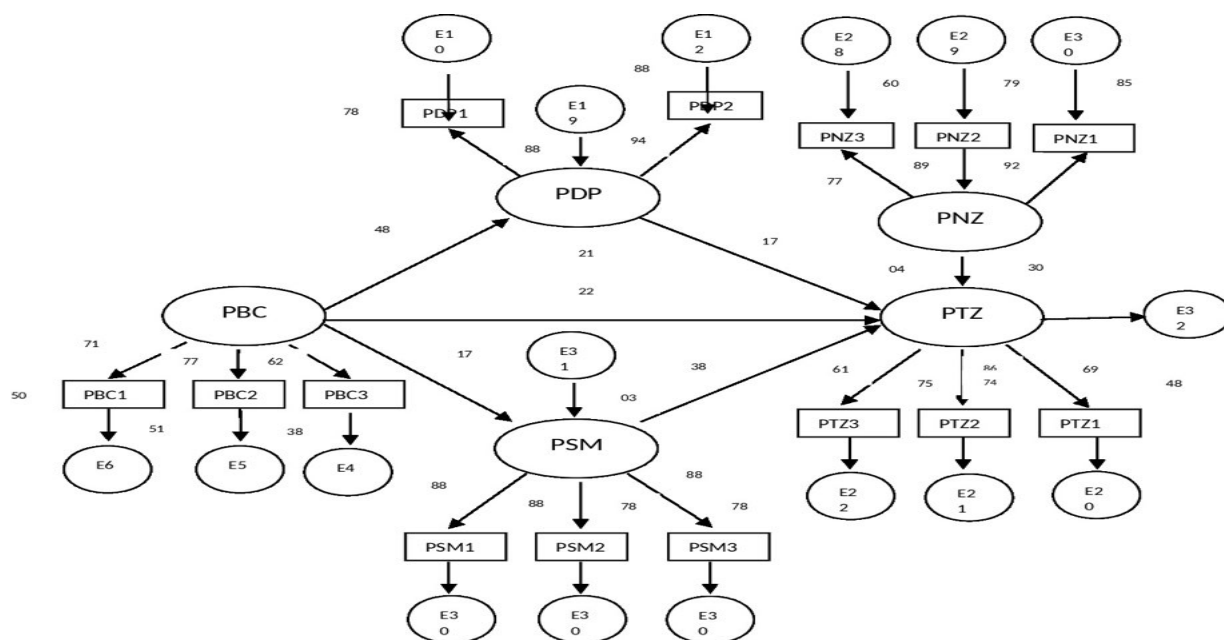 E1
0
E1
2
E2
8
E2
9
E3
0
88
60
79
85
E1
9
78
PDP1
PDP2
PNZ3
PNZ2
PNZ1
88
94
89
92
77
PDP
PNZ
48
17
21
04
30
22
PBC
PTZ
E3
2
71
77
62
17
E3
1
38
61
75
86
74
69
48
50
PBC1
PBC2
PBC3
03
51
38
PTZ3
PTZ2
PTZ1
PSM
E6
E5
E4
88
88
88
78
78
E2
2
E2
1
E2
0
PSM1
PSM2
PSM3
E3
0
E3
0
E3
0